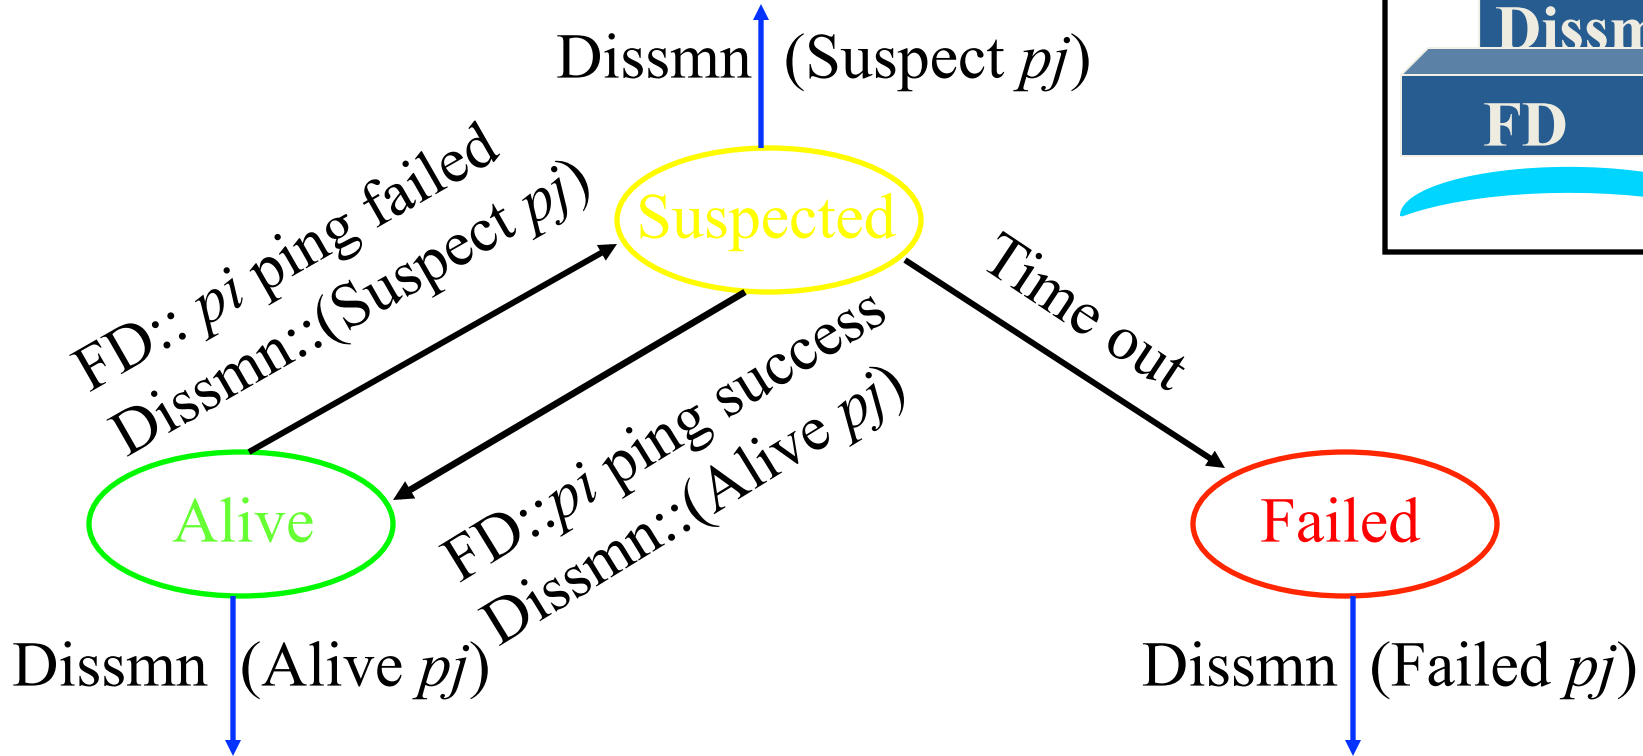 Dissmn (Suspect pj)
FD
FD:: pi ping failed
Dissmn::(Suspect pj)
Suspected
Time out
FD::pi ping success
Dissmn::(Alive pj)
Alive
Failed
Dissmn (Alive pj)
Dissmn (Failed pj)